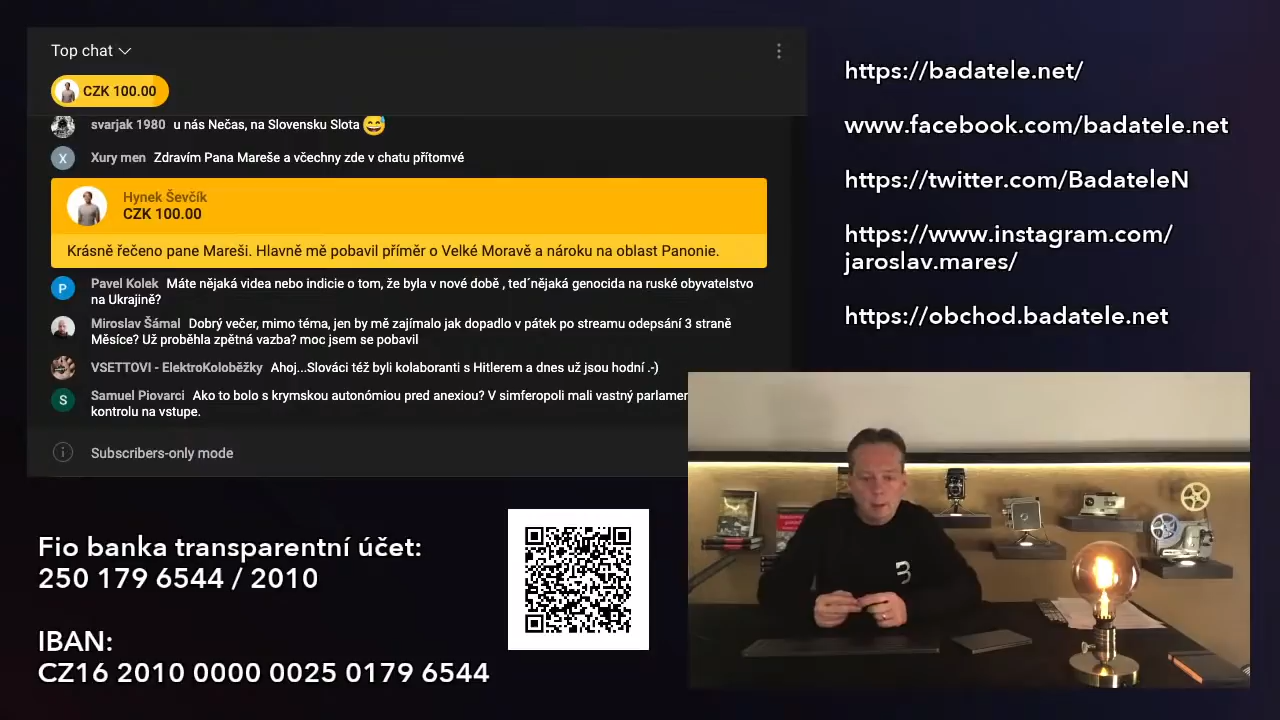 Top chat
CZK 100.00
svarjak 1980 u nás Nečas, na Slovensku Slota 😅
X Xury men Zdravím Pana Mareše a včechny zde v chatu přítomvé
Hynek Ševčík
CZK 100.00
Krásně řečeno pane Mareši. Hlavně mě pobavil příměr o Velké Moravě a nároku na oblast Panonie.
P Pavel Kolek Máte nějaká videa nebo indicie o tom, že byla v nové době , teď´nějaká genocida na ruské obyvatelstvo
na Ukrajině?
Miroslav Šámal Dobrý večer, mimo téma, jen by mě zajímalo jak dopadlo v pátek po streamu odepsání 3 straně
Měsíce? Už proběhla zpětná vazba? moc jsem se pobavil
VSETTOVI - ElektroKoloběžky Ahoj...Slováci též byli kolaboranti s Hitlerem a dnes už jsou hodní .-)
S Samuel Piovarci Ako to bolo s krymskou autonómiou pred anexiou? V simferopoli mali vastný parlamen
kontrolu na vstupe.
Subscribers-only mode
https://badatele.net/
www.facebook.com/badatele.net
https://twitter.com/BadateleN
https://www.instagram.com/
jaroslav.mares/
https://obchod.badatele.net
Fio banka transparentní účet:
250 179 6544 / 2010
IBAN:
CZ16 2010 0000 0025 0179 6544